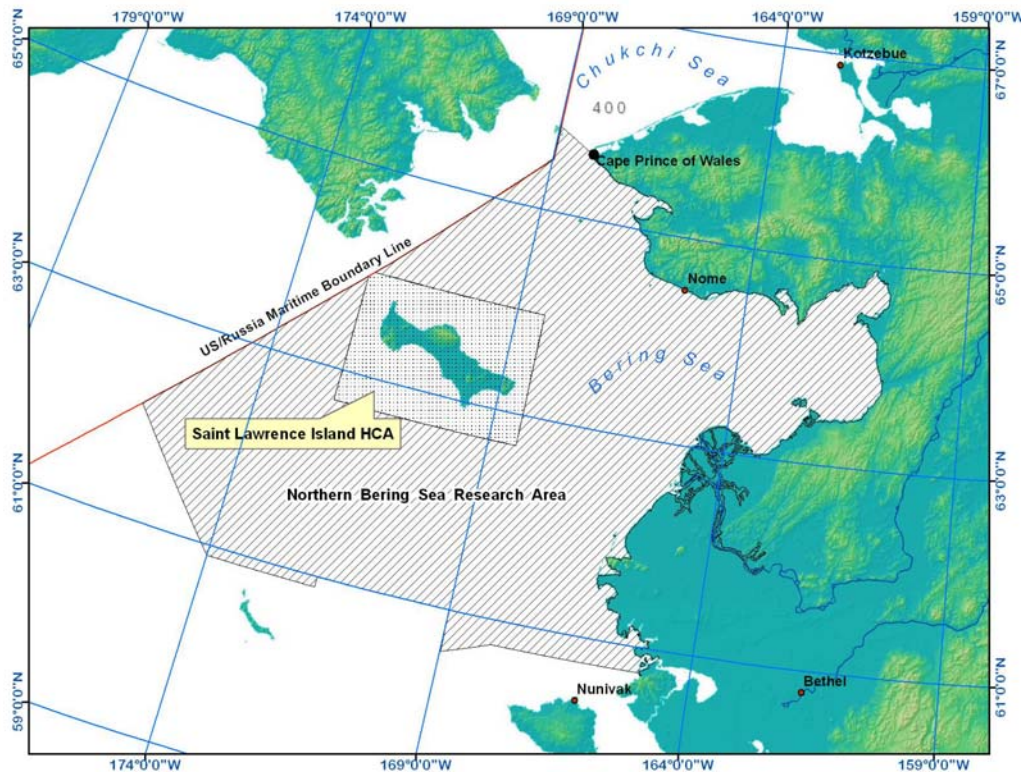 179°0'0"W
174°0'0"W
169°0'0"W
164°0'0"W
159°0'0"W
65°0'0"N
63°0'0"N
61°0'0"N
59°0'0"N
67°0'0"N
65°0'0"N
63°0'0"N
61°0'0"N
Chukchi Sea
400
Kotzebue
Cape Prince of Wales
US/Russia Maritime Boundary Line
Nome
Bering Sea
Saint Lawrence Island HCA
Northern Bering Sea Research Area
Nunivak
Bethel
174°0'0"W
169°0'0"W
164°0'0"W
159°0'0"W